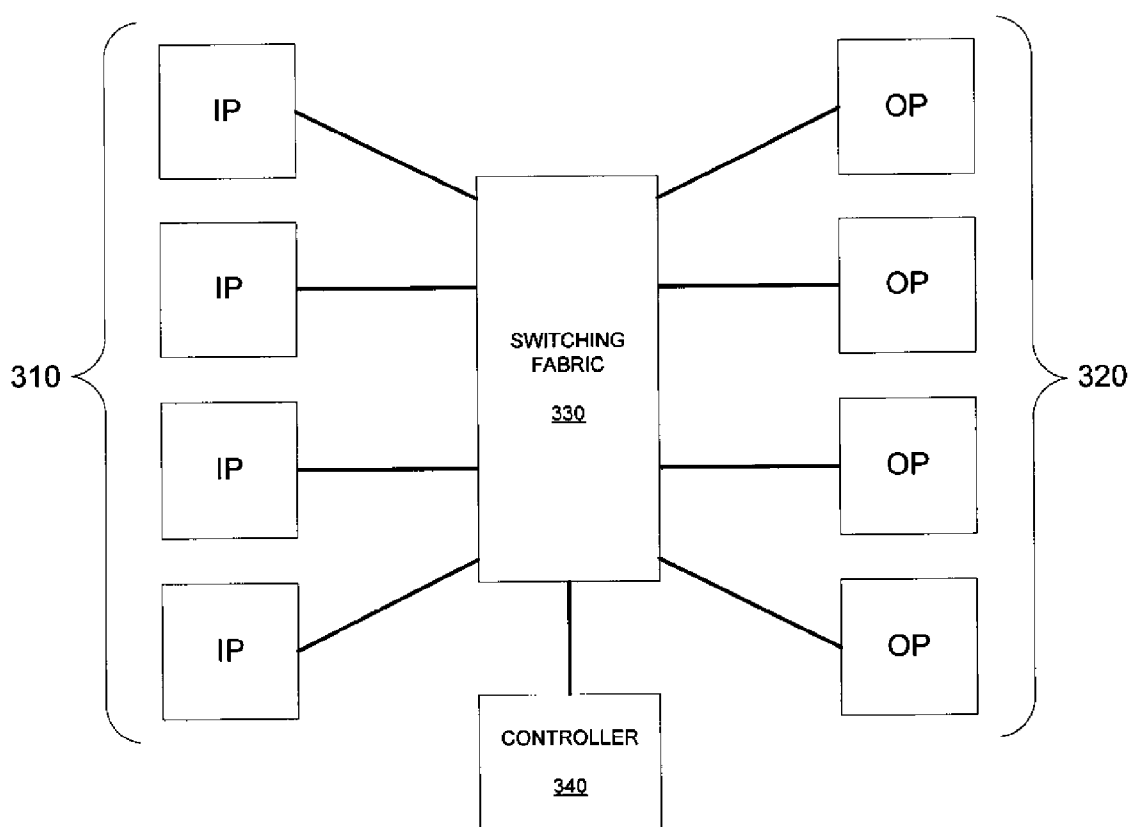 IP
OP
IP
OP
SWITCHING
FABRIC
310
320
330
IP
OP
IP
OP
CONTROLLER
340